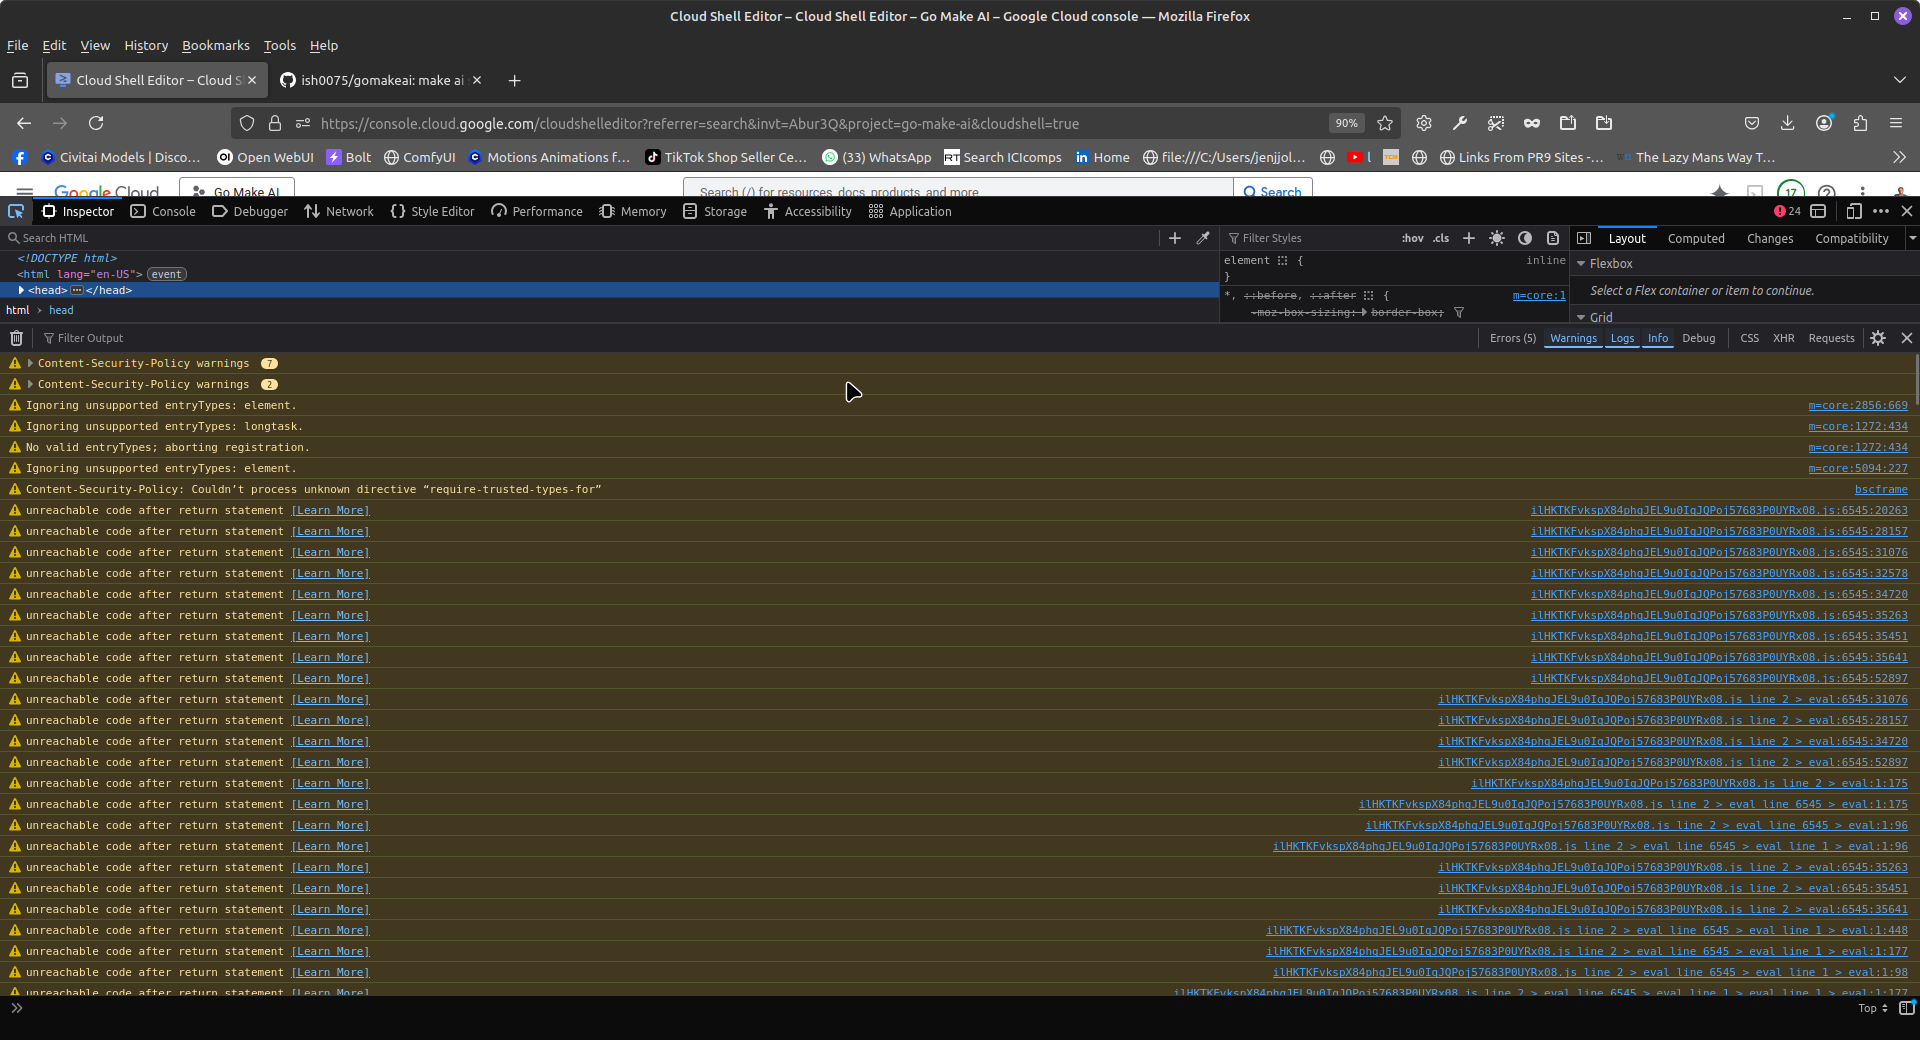 Cloud Shell Editor – Cloud Shell Editor – Go Make AI – Google Cloud console — Mozilla Firefox
File Edit View History Bookmarks Tools Help
Cloud Shell Editor – Cloud S ish0075/gomakeai: make ai
https://console.cloud.google.com/cloudshelleditor?referrer=search&invt=Abur3Q&project=go-make-ai&cloudshell=true 90%
Civitai Models | Disco… Open WebUI Bolt ComfyUI Motions Animations f… TikTok Shop Seller Ce… (33) WhatsApp RT Search ICIcomps Home file:///C:/Users/jenjjol… l Links From PR9 Sites -… The Lazy Mans Way T…
Google Cloud Go Make AI Search (/) for resources, docs, products, and more Search 17
Inspector Console Debugger Network Style Editor Performance Memory Storage Accessibility Application 24
Search HTML Filter Styles :hov .cls Layout Computed Changes Compatibility
<!DOCTYPE html> element { inline Flexbox
<html lang="en-US"> event } Select a Flex container or item to continue.
<head> </head> *, ::before, ::after { m=core:1
html > head -moz-box-sizing: border-box; Grid
Filter Output Errors (5) Warnings Logs Info Debug CSS XHR Requests
Content-Security-Policy warnings 7
Content-Security-Policy warnings 2
Ignoring unsupported entryTypes: element. m=core:2856:669
Ignoring unsupported entryTypes: longtask. m=core:1272:434
No valid entryTypes; aborting registration. m=core:1272:434
Ignoring unsupported entryTypes: element. m=core:5094:227
Content-Security-Policy: Couldn’t process unknown directive “require-trusted-types-for” bscframe
unreachable code after return statement [Learn More] ilHKTKFvkspX84phqJEL9u0IqJQPoj57683P0UYRx08.js:6545:20263
unreachable code after return statement [Learn More] ilHKTKFvkspX84phqJEL9u0IqJQPoj57683P0UYRx08.js:6545:28157
unreachable code after return statement [Learn More] ilHKTKFvkspX84phqJEL9u0IqJQPoj57683P0UYRx08.js:6545:31076
unreachable code after return statement [Learn More] ilHKTKFvkspX84phqJEL9u0IqJQPoj57683P0UYRx08.js:6545:32578
unreachable code after return statement [Learn More] ilHKTKFvkspX84phqJEL9u0IqJQPoj57683P0UYRx08.js:6545:34720
unreachable code after return statement [Learn More] ilHKTKFvkspX84phqJEL9u0IqJQPoj57683P0UYRx08.js:6545:35263
unreachable code after return statement [Learn More] ilHKTKFvkspX84phqJEL9u0IqJQPoj57683P0UYRx08.js:6545:35451
unreachable code after return statement [Learn More] ilHKTKFvkspX84phqJEL9u0IqJQPoj57683P0UYRx08.js:6545:35641
unreachable code after return statement [Learn More] ilHKTKFvkspX84phqJEL9u0IqJQPoj57683P0UYRx08.js:6545:52897
unreachable code after return statement [Learn More] ilHKTKFvkspX84phqJEL9u0IqJQPoj57683P0UYRx08.js line 2 > eval:6545:31076
unreachable code after return statement [Learn More] ilHKTKFvkspX84phqJEL9u0IqJQPoj57683P0UYRx08.js line 2 > eval:6545:28157
unreachable code after return statement [Learn More] ilHKTKFvkspX84phqJEL9u0IqJQPoj57683P0UYRx08.js line 2 > eval:6545:34720
unreachable code after return statement [Learn More] ilHKTKFvkspX84phqJEL9u0IqJQPoj57683P0UYRx08.js line 2 > eval:6545:52897
unreachable code after return statement [Learn More] ilHKTKFvkspX84phqJEL9u0IqJQPoj57683P0UYRx08.js line 2 > eval:1:175
unreachable code after return statement [Learn More] ilHKTKFvkspX84phqJEL9u0IqJQPoj57683P0UYRx08.js line 2 > eval line 6545 > eval:1:175
unreachable code after return statement [Learn More] ilHKTKFvkspX84phqJEL9u0IqJQPoj57683P0UYRx08.js line 2 > eval line 6545 > eval:1:96
unreachable code after return statement [Learn More] ilHKTKFvkspX84phqJEL9u0IqJQPoj57683P0UYRx08.js line 2 > eval line 6545 > eval line 1 > eval:1:96
unreachable code after return statement [Learn More] ilHKTKFvkspX84phqJEL9u0IqJQPoj57683P0UYRx08.js line 2 > eval:6545:35263
unreachable code after return statement [Learn More] ilHKTKFvkspX84phqJEL9u0IqJQPoj57683P0UYRx08.js line 2 > eval:6545:35451
unreachable code after return statement [Learn More] ilHKTKFvkspX84phqJEL9u0IqJQPoj57683P0UYRx08.js line 2 > eval:6545:35641
unreachable code after return statement [Learn More] ilHKTKFvkspX84phqJEL9u0IqJQPoj57683P0UYRx08.js line 2 > eval line 6545 > eval line 1 > eval:1:448
unreachable code after return statement [Learn More] ilHKTKFvkspX84phqJEL9u0IqJQPoj57683P0UYRx08.js line 2 > eval line 6545 > eval line 1 > eval:1:177
unreachable code after return statement [Learn More] ilHKTKFvkspX84phqJEL9u0IqJQPoj57683P0UYRx08.js line 2 > eval line 6545 > eval line 1 > eval:1:98
unreachable code after return statement [Learn More] ilHKTKFvkspX84phqJEL9u0IqJQPoj57683P0UYRx08.js line 2 > eval line 6545 > eval line 1 > eval line 1 > eval:1:177
Top